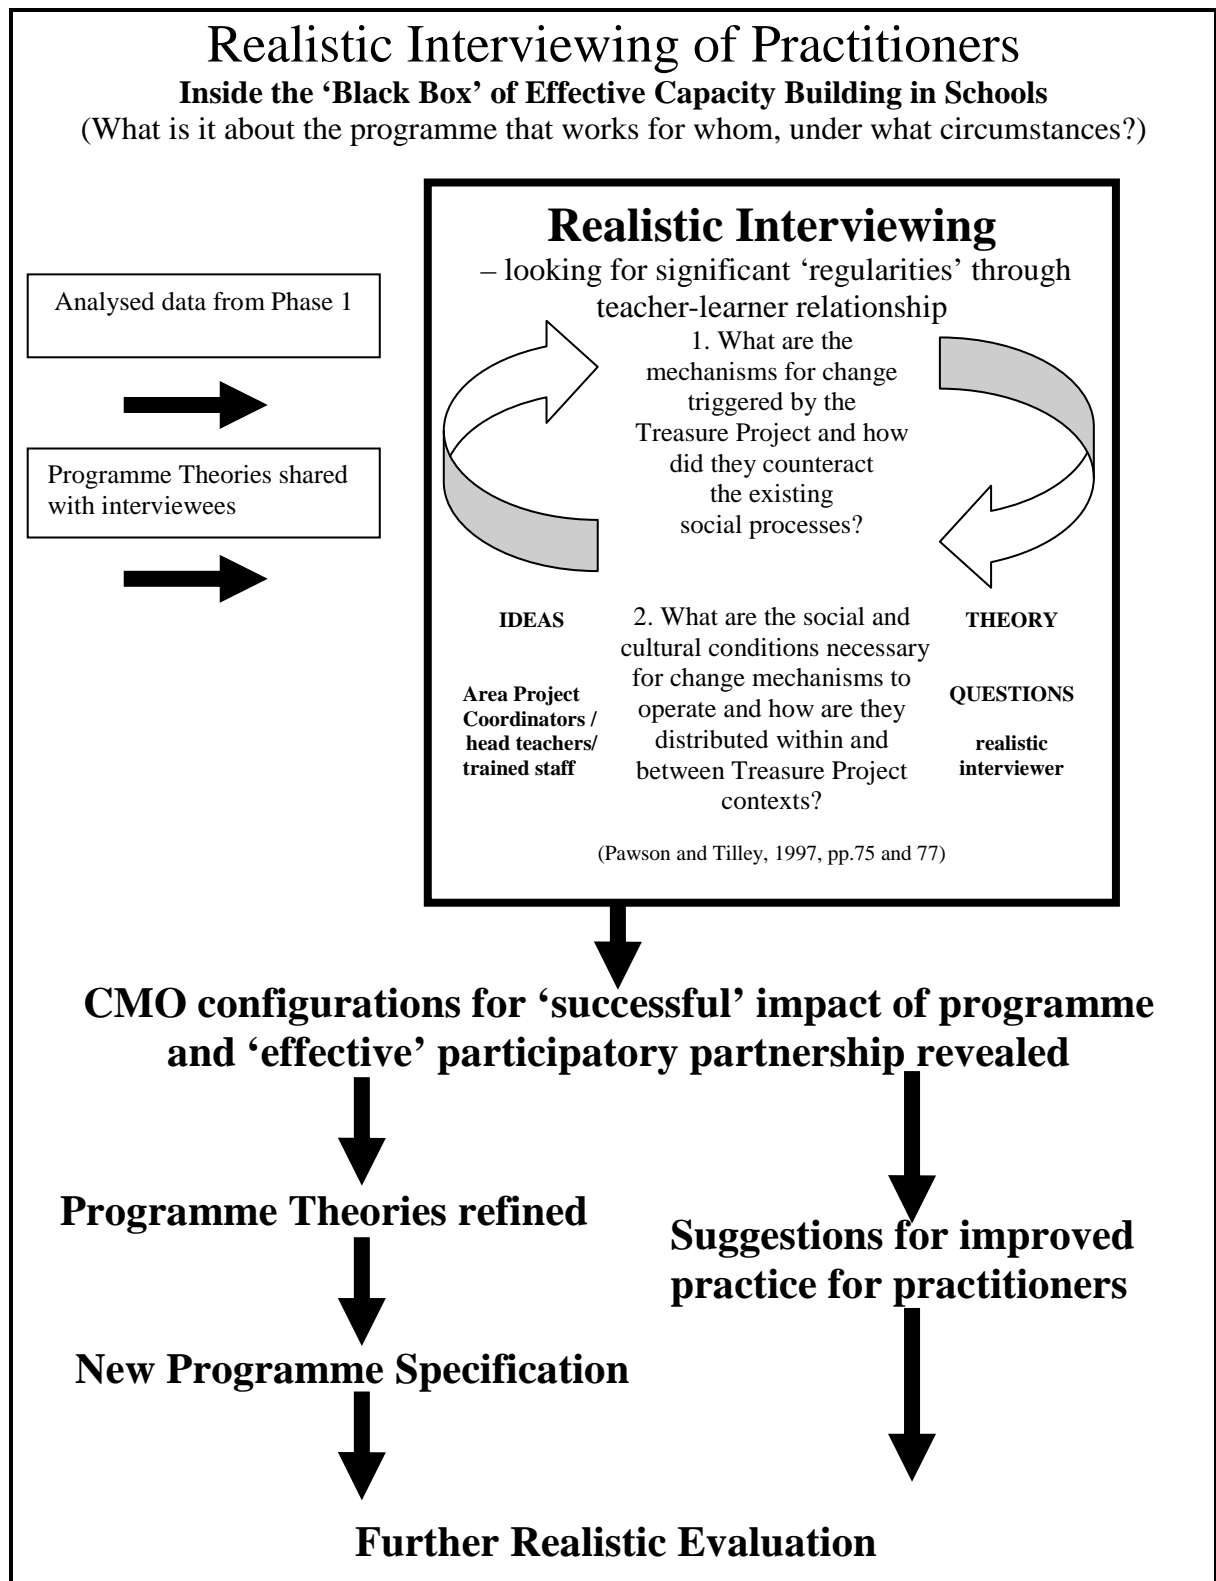 Realistic Interviewing of Practitioners
Inside the ‘Black Box’ of Effective Capacity Building in Schools
(What is it about the programme that works for whom, under what circumstances?)
Analysed data from Phase 1
Programme Theories shared
with interviewees
Realistic Interviewing
– looking for significant ‘regularities’ through
teacher-learner relationship
1. What are the
mechanisms for change
triggered by the
Treasure Project and how
did they counteract
the existing
social processes?
IDEAS
Area Project
Coordinators /
head teachers/
trained staff
2. What are the social and
cultural conditions necessary
for change mechanisms to
operate and how are they
distributed within and
between Treasure Project
contexts?
THEORY
QUESTIONS
realistic
interviewer
(Pawson and Tilley, 1997, pp.75 and 77)
CMO configurations for ‘successful’ impact of programme
and ‘effective’ participatory partnership revealed
Programme Theories refined
New Programme Specification
Suggestions for improved
practice for practitioners
Further Realistic Evaluation